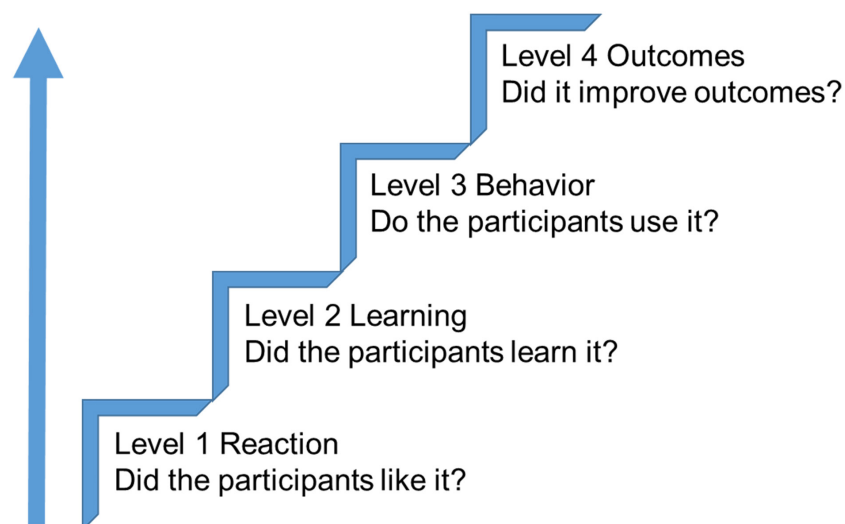 Level 4 Outcomes
Did it improve outcomes?
Level 3 Behavior
Do the participants use it?
Level 2 Learning
Did the participants learn it?
Level 1 Reaction
Did the participants like it?